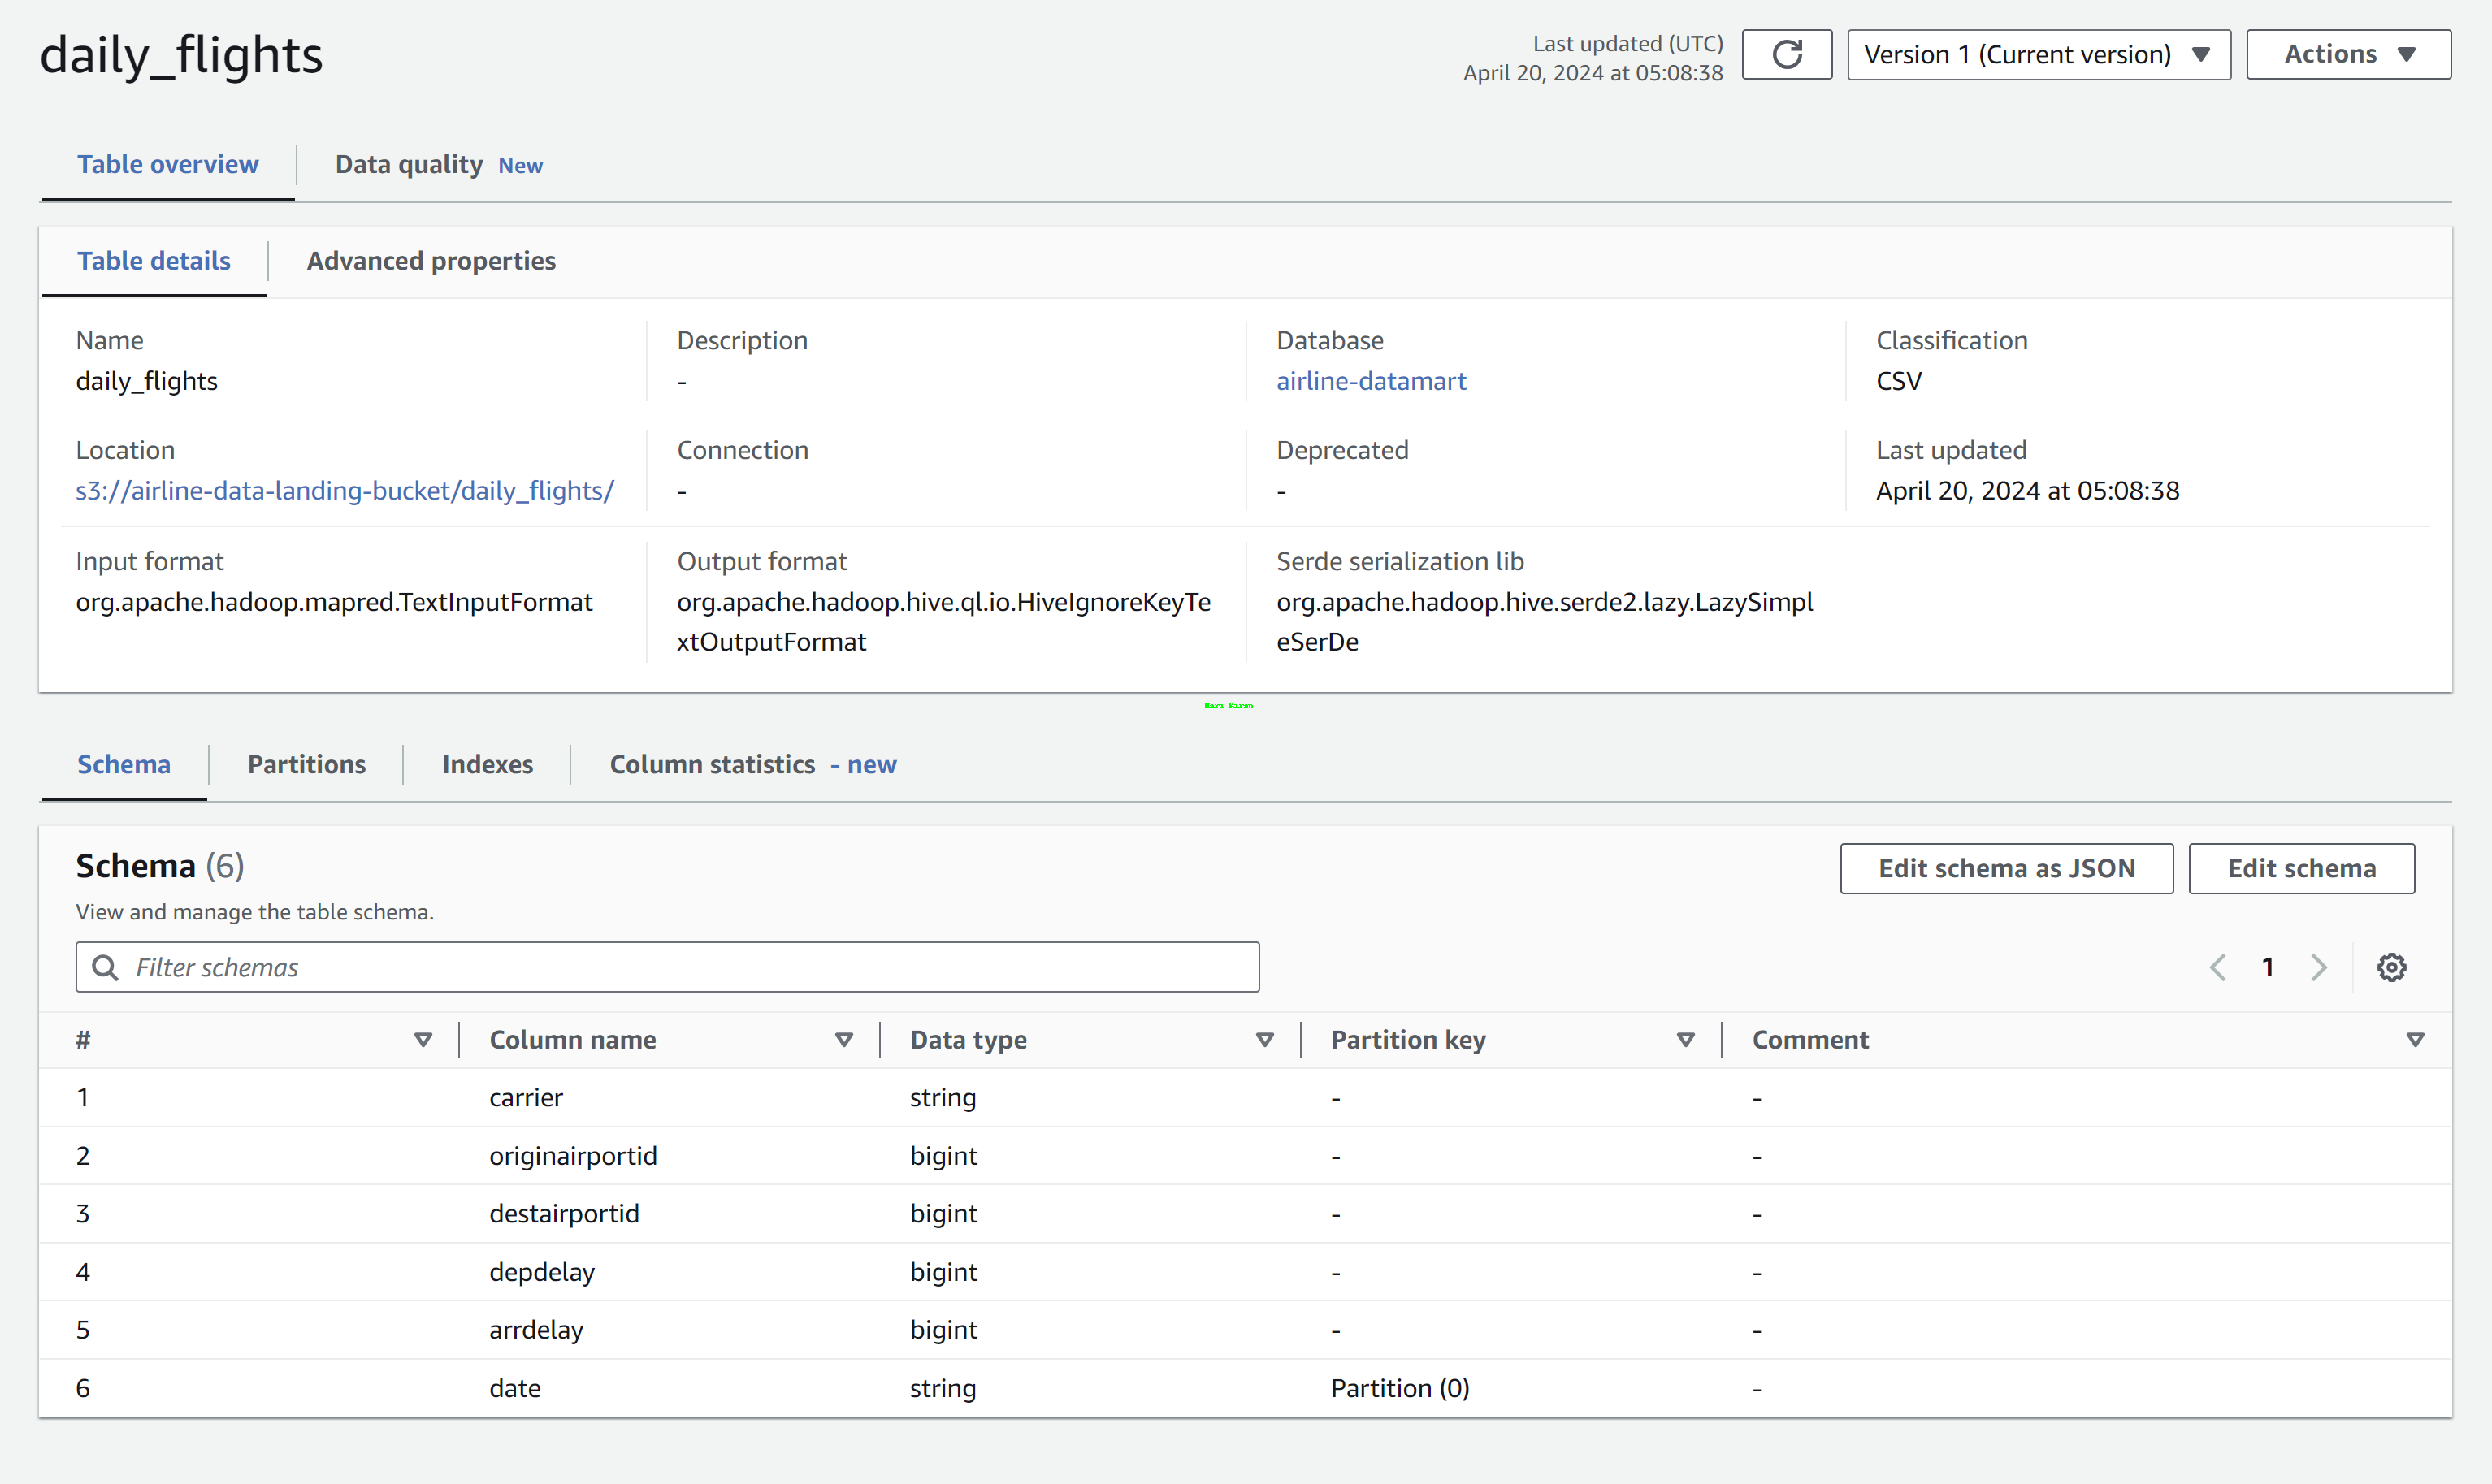 daily_flights
Last updated (UTC)
April 20, 2024 at 05:08:38
Version 1 (Current version)
Actions
Table overview
Data quality New
Table details
Advanced properties
Name
daily_flights
Description
-
Database
airline-datamart
Classification
CSV
Location
s3://airline-data-landing-bucket/daily_flights/
Connection
-
Deprecated
-
Last updated
April 20, 2024 at 05:08:38
Input format
org.apache.hadoop.mapred.TextInputFormat
Output format
org.apache.hadoop.hive.ql.io.HiveIgnoreKeyTe
xtOutputFormat
Serde serialization lib
org.apache.hadoop.hive.serde2.lazy.LazySimpl
eSerDe
Hari Kiran
Schema
Partitions
Indexes
Column statistics - new
Schema (6)
View and manage the table schema.
Edit schema as JSON
Edit schema
Filter schemas
1
# Column name Data type Partition key Comment
1 carrier string - -
2 originairportid bigint - -
3 destairportid bigint - -
4 depdelay bigint - -
5 arrdelay bigint - -
6 date string Partition (0) -